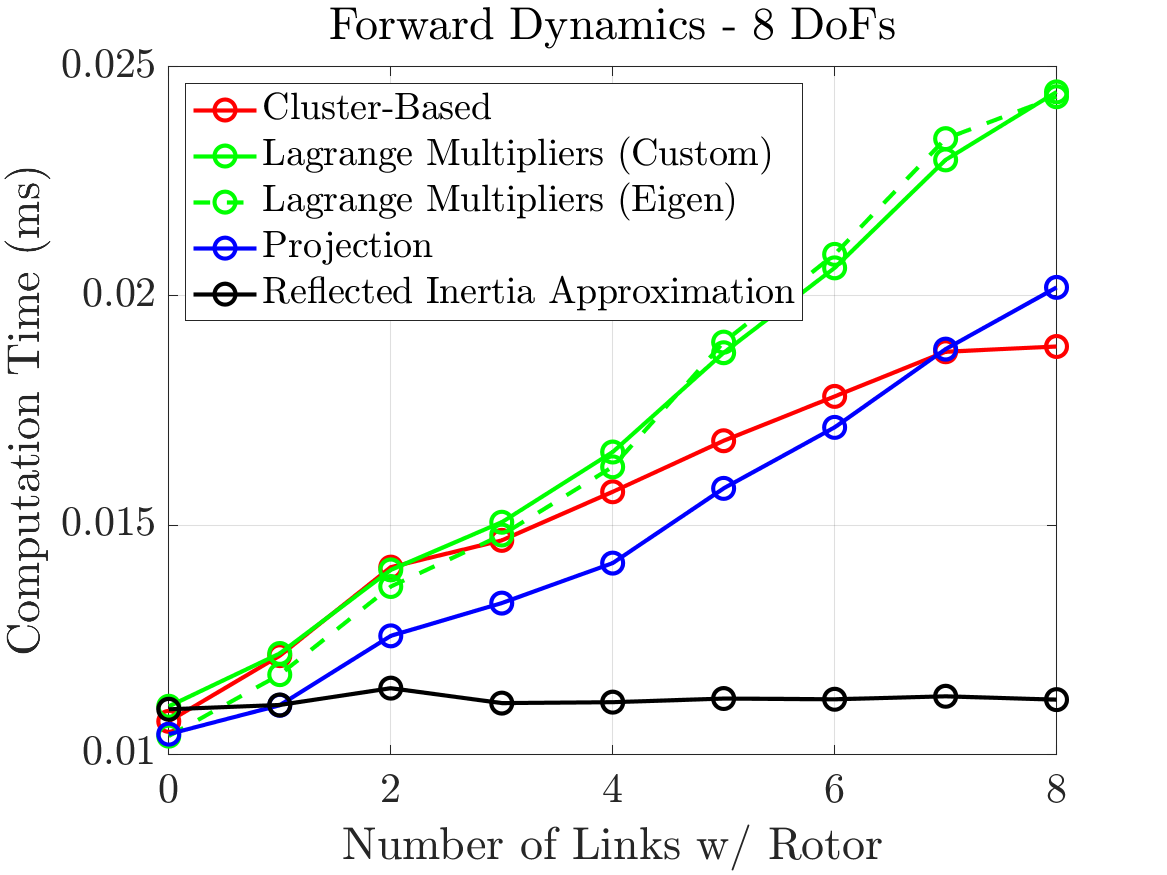 Forward Dynamics - 8 DoFs
0.025
0.02
0.015
0.01
Computation Time (ms)
Cluster-Based
Lagrange Multipliers (Custom)
Lagrange Multipliers (Eigen)
Projection
Reflected Inertia Approximation
0 2 4 6 8
Number of Links w/ Rotor